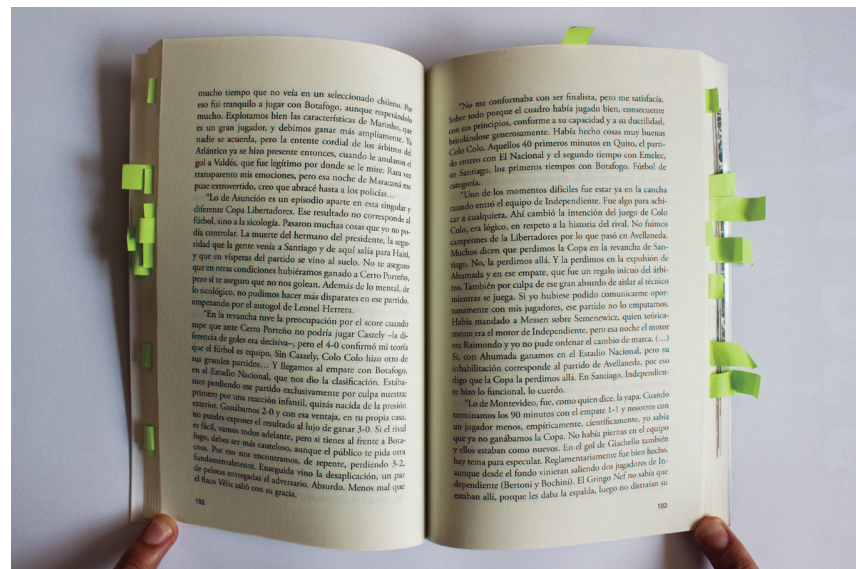 mucho tiempo que no veía en un seleccionado chileno. Por
eso fui tranquilo a jugar con Botafogo, aunque respetándolo
mucho. Explotamos bien las características de Marinho, que
es un gran jugador, y debimos ganar más ampliamente. Ya
nadie se acuerda, pero la entente cordial de los árbitros del
Atlántico ya se hizo presente entonces, cuando le anularon el
gol a Valdés, que fue legítimo por donde se le mire. Rara vez
transparento mis emociones, pero esa noche de Maracaná me
puse extrovertido, creo que abracé hasta a los policías…
"Lo de Asunción es un episodio aparte en esta singular y
diferente Copa Libertadores. Ese resultado no corresponde al
fútbol, sino a la sicología. Pasaron muchas cosas que yo no po-
día controlar. La muerte del hermano del presidente, la segu-
ridad que la gente venía a Santiago y de aquí salía para Haití,
y que en vísperas del partido se vino al suelo. No te aseguro
que en otras condiciones hubiéramos ganado a Cerro Porteño,
pero sí te aseguro que no nos golean. Además de lo mental, de
lo sicológico, no pudimos hacer más disparates en ese partido,
empezando por el autogol de Leonel Herrera.
"En la revancha tuve la preocupación por el score cuando
supe que ante Cerro Porteño no podría jugar Caszely –la di-
ferencia de goles era decisiva–, pero el 4-0 confirmó mi teoría
que el fútbol es equipo. Sin Caszely, Colo Colo hizo otro de
sus grandes partidos… Y llegamos al empate con Botafogo,
en el Estadio Nacional, que nos dio la clasificación. Estába-
mos perdiendo ese partido exclusivamente por culpa nuestra:
primero por una reacción infantil, quizás nacida de la presión
exterior. Ganábamos 2-0 y con esa ventaja, en tu propia casa,
no puedes exponer el resultado al lujo de ganar 3-0. Si el rival
es fácil, vamos todos adelante, pero si tienes al frente a Bota-
fogo, debes ser más cauteloso, aunque el público te pida otra
cosa. Por eso nos encontramos, de repente, perdiendo 3-2,
fundamentalmente. Enseguida vino la desaplicación, un par
de pelotas entregadas al adversario. Absurdo. Menos mal que
el Flaco Véliz salió con su gracia.
102
"No me conformaba con ser finalista, pero me satisfacía.
Sobre todo porque el cuadro había jugado bien, consecuente
con sus principios, conforme a su capacidad y a su ductilidad,
brindándose generosamente. Había hecho cosas muy buenas
Colo Colo. Aquellos 40 primeros minutos en Quito, el parti-
do entero con El Nacional y el segundo tiempo con Emelec,
en Santiago, los primeros tiempos con Botafogo. Fútbol de
categoría.
"Uno de los momentos difíciles fue estar ya en la cancha
cuando entró el equipo de Independiente. Fue algo para achi-
car a cualquiera. Ahí cambió la intención del juego de Colo
Colo, era lógico, en respeto a la historia del rival. No fuimos
campeones de la Libertadores por lo que pasó en Avellaneda.
Muchos dicen que perdimos la Copa en la revancha de San-
tiago. No, la perdimos allá. Y la perdimos en la expulsión de
Ahumada y en ese empate, que fue un regalo inicuo del árbi-
tro. También por culpa de ese gran absurdo de aislar al técnico
mientras se juega. Si yo hubiese podido comunicarme opor-
tunamente con mis jugadores, ese partido no lo empatamos.
Había mandado a Messen sobre Semenewicz, quien teórica-
mente era el motor de Independiente, pero esa noche el motor
era Raimondo y yo no pude ordenar el cambio de marca. (…)
Sí, con Ahumada ganamos en el Estadio Nacional, pero su
inhabilitación corresponde al partido de Avellaneda, por eso
digo que la Copa la perdimos allá. En Santiago, Independien-
te hizo lo funcional, lo cuerdo.
"Lo de Montevideo, fue, como quien dice, la yapa. Cuando
terminamos los 90 minutos con el empate 1-1 y nosotros con
un jugador menos, empíricamente, científicamente, yo sabía
que ya no ganábamos la Copa. No había piernas en el equipo
y ellos estaban como nuevos. En el gol de Giachello también
hay tema para especular. Reglamentariamente fue bien hecho,
aunque desde el fondo vinieran saliendo dos jugadores de In-
dependiente (Bertoni y Bochini). El Gringo Nef no sabía que
estaban allí, porque les daba la espalda, luego no distraían su
103